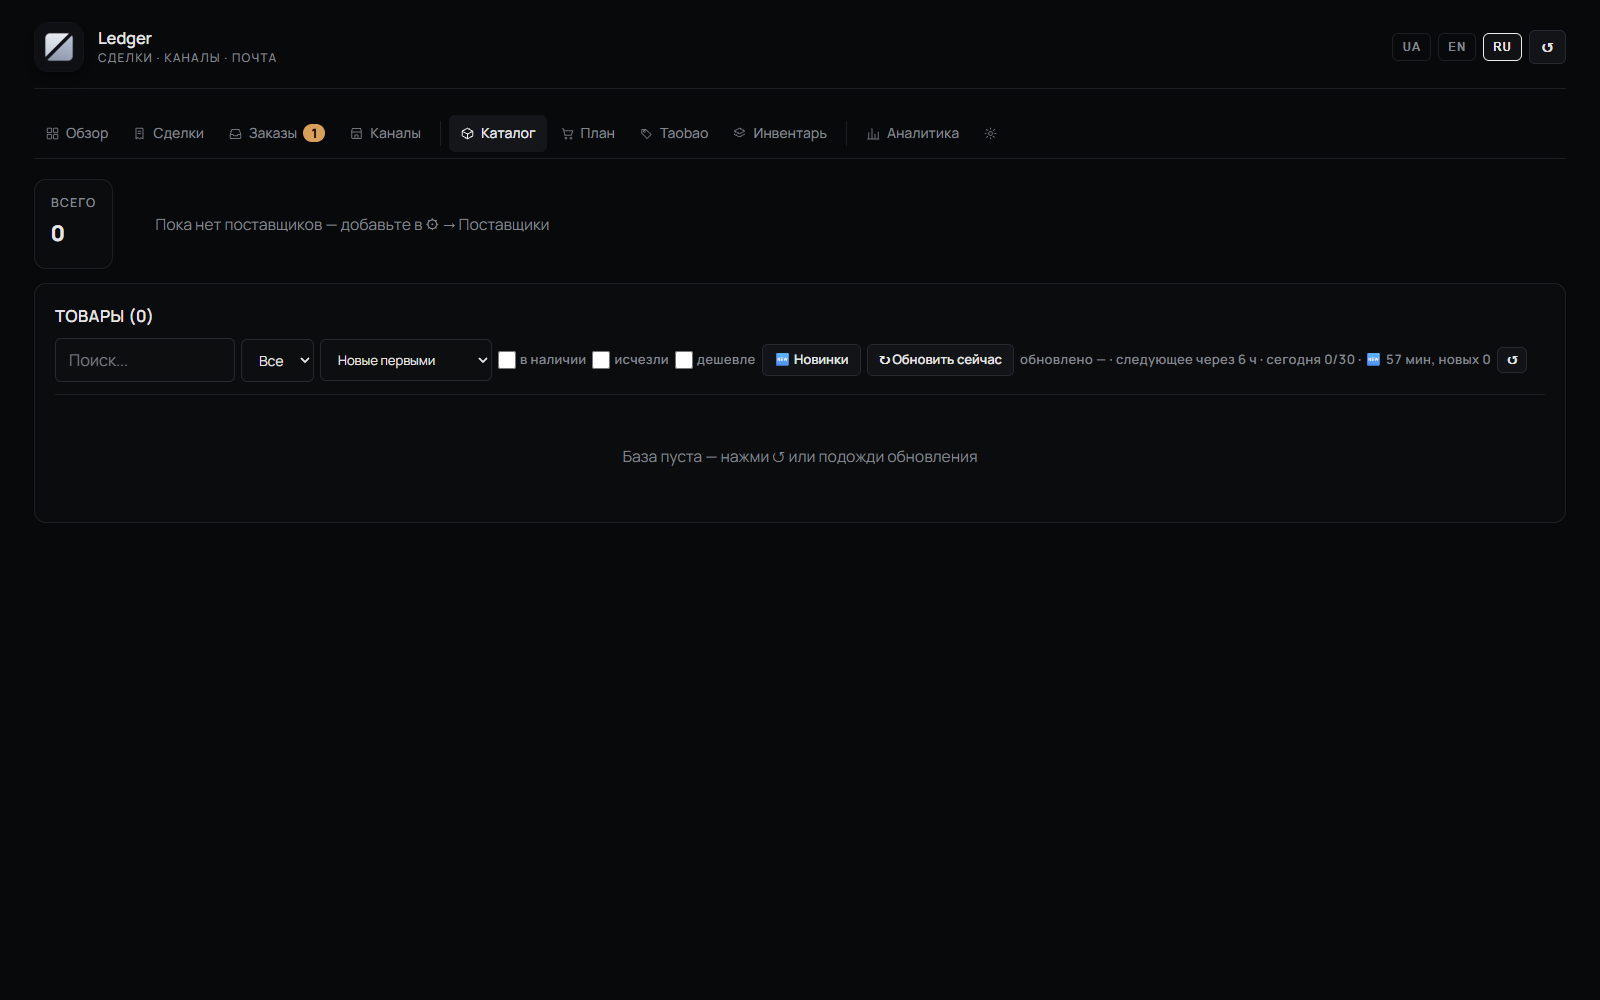 Ledger
СДЕЛКИ · КАНАЛЫ · ПОЧТА
UA EN RU ↺
Обзор Сделки Заказы 1 Каналы Каталог План Taobao Инвентарь Аналитика
ВСЕГО
0
Пока нет поставщиков — добавьте в ⚙ → Поставщики
ТОВАРЫ (0)
Поиск... Все Новые первыми в наличии исчезли дешевле 🆕 Новинки ↻ Обновить сейчас обновлено — · следующее через 6 ч · сегодня 0/30 · 🆕 57 мин, новых 0 ↺
База пуста — нажми ↺ или подожди обновления